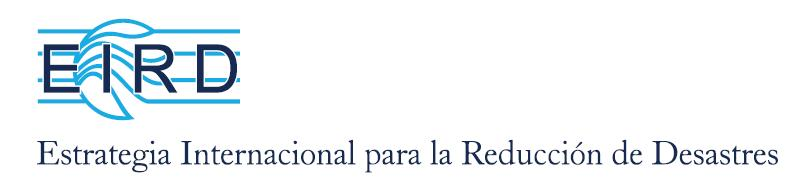 EIRD
Estrategia Internacional para la Reducción de Desastres